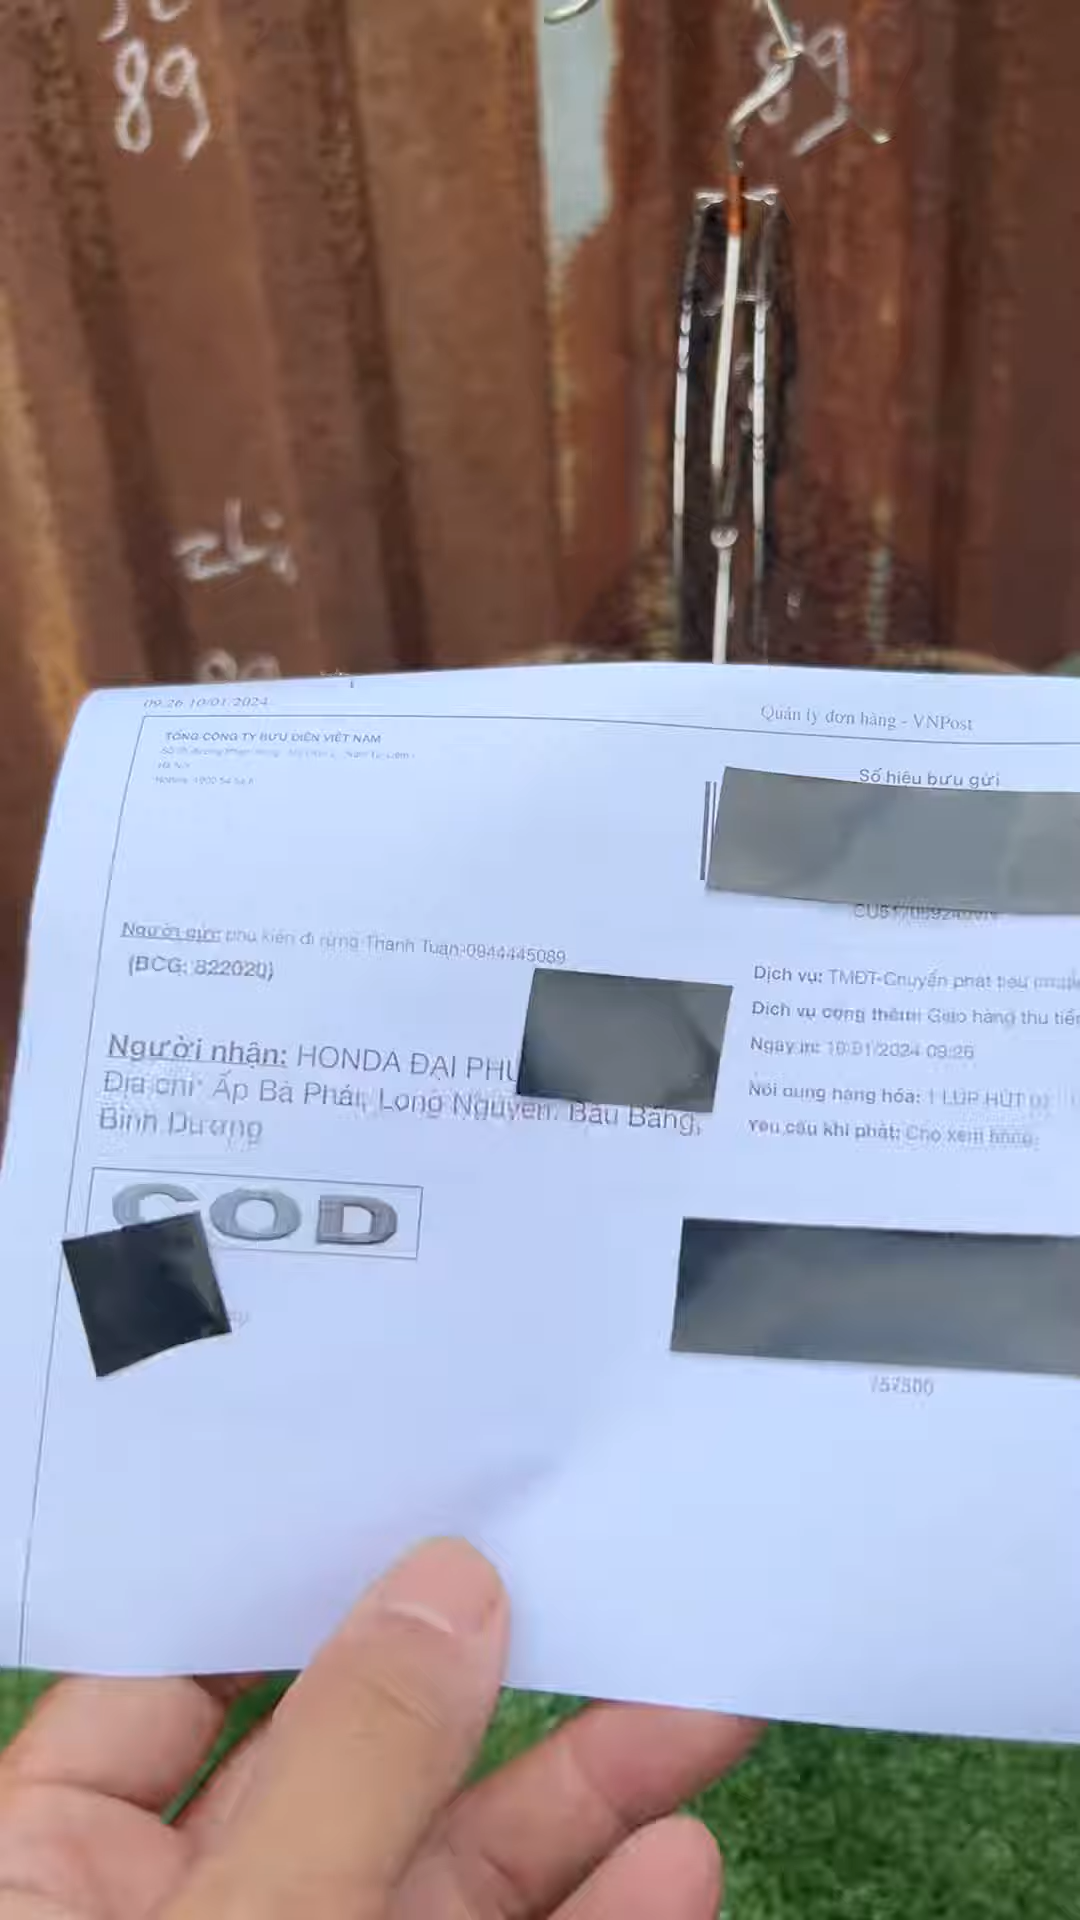 89
89
09:26 10/01/2024
Quản lý đơn hàng - VNPost
TỔNG CÔNG TY BƯU ĐIỆN VIỆT NAM
Hà Nội
Số hiệu bưu gửi
Người gửi: phụ kiện đi rừng Thanh Tuấn-0944445089
(BCG: 822020)
Dịch vụ: TMĐT-Chuyển phát tiêu
Dịch vụ cộng thêm: Giao hàng thu tiền
Ngày in: 10/01/2024 09:26
Người nhận: HONDA ĐẠI PHÚ
Địa chỉ: Ấp Bà Phái, Long Nguyên, Bàu Bàng,
Bình Dương
Nội dung hàng hóa: 1 LÚP HÚT
Yêu cầu khi phát: Cho xem hàng
COD
757500